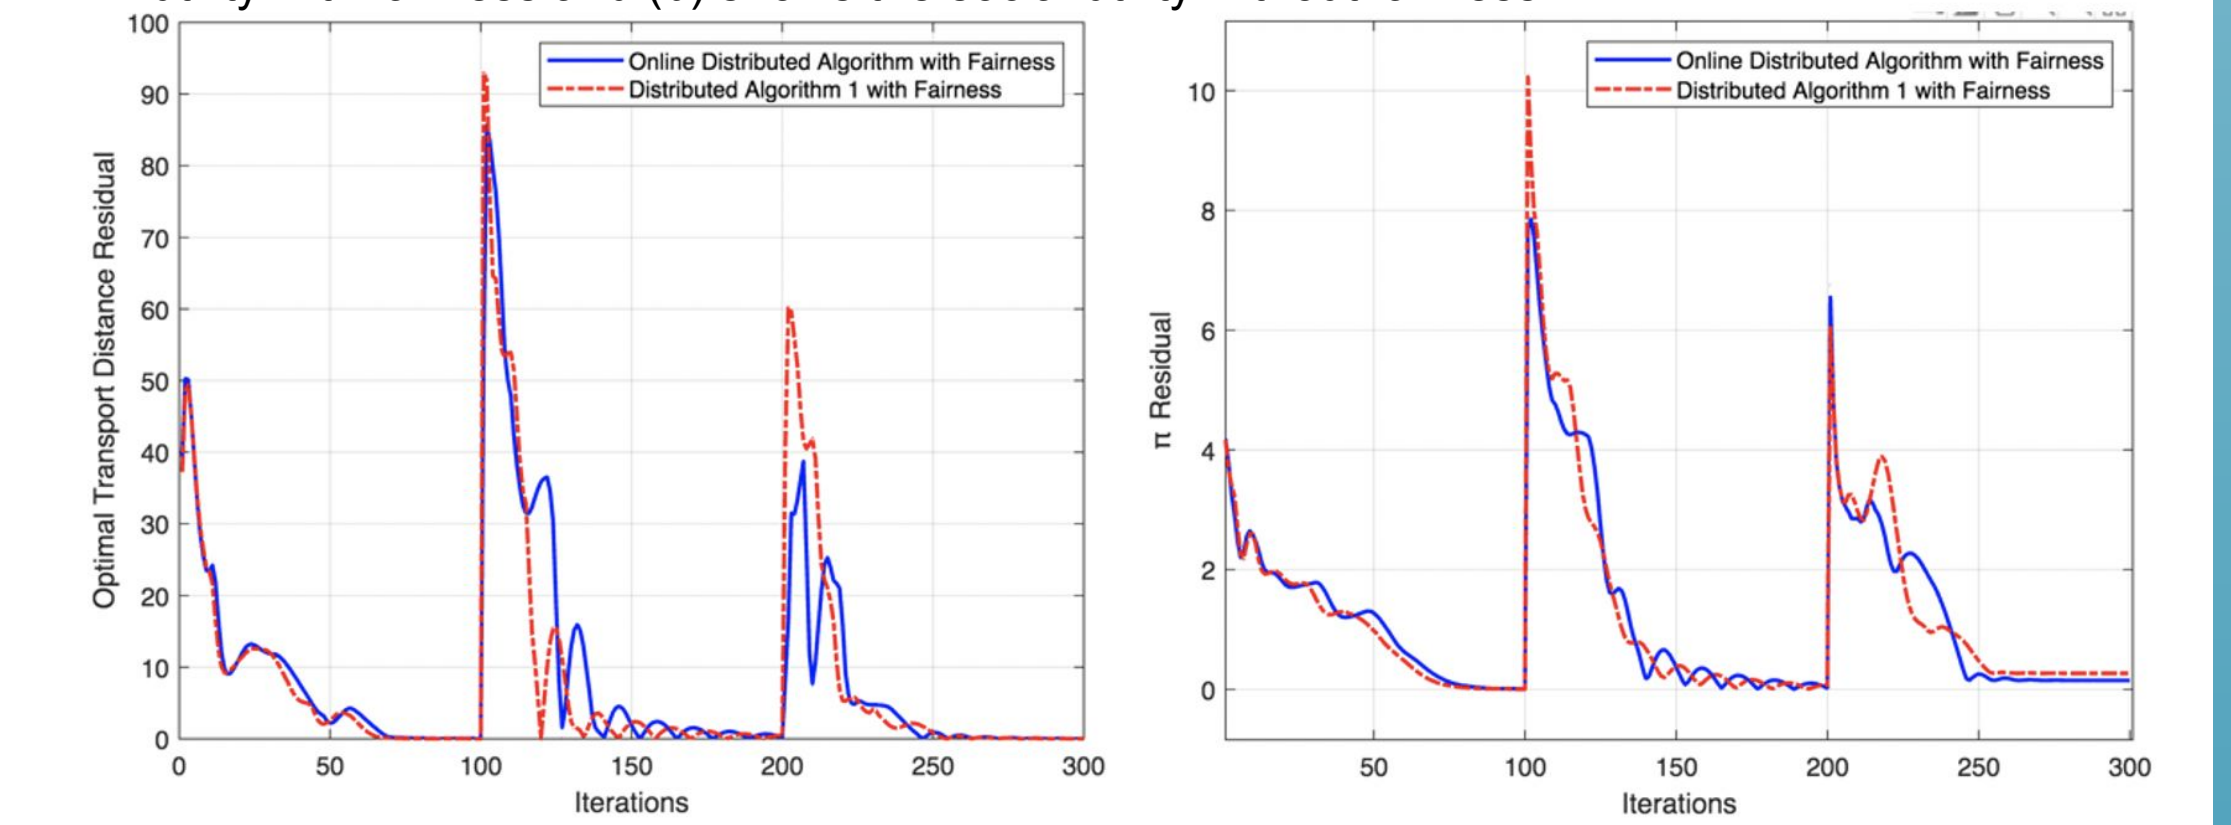 100
90
80
70
60
50
40
30
20
10
0
Optimal Transport Distance Residual
Online Distributed Algorithm with Fairness
Distributed Algorithm 1 with Fairness
0 50 100 150 200 250 300
Iterations
10
8
6
4
2
0
π Residual
Online Distributed Algorithm with Fairness
Distributed Algorithm 1 with Fairness
50 100 150 200 250 300
Iterations